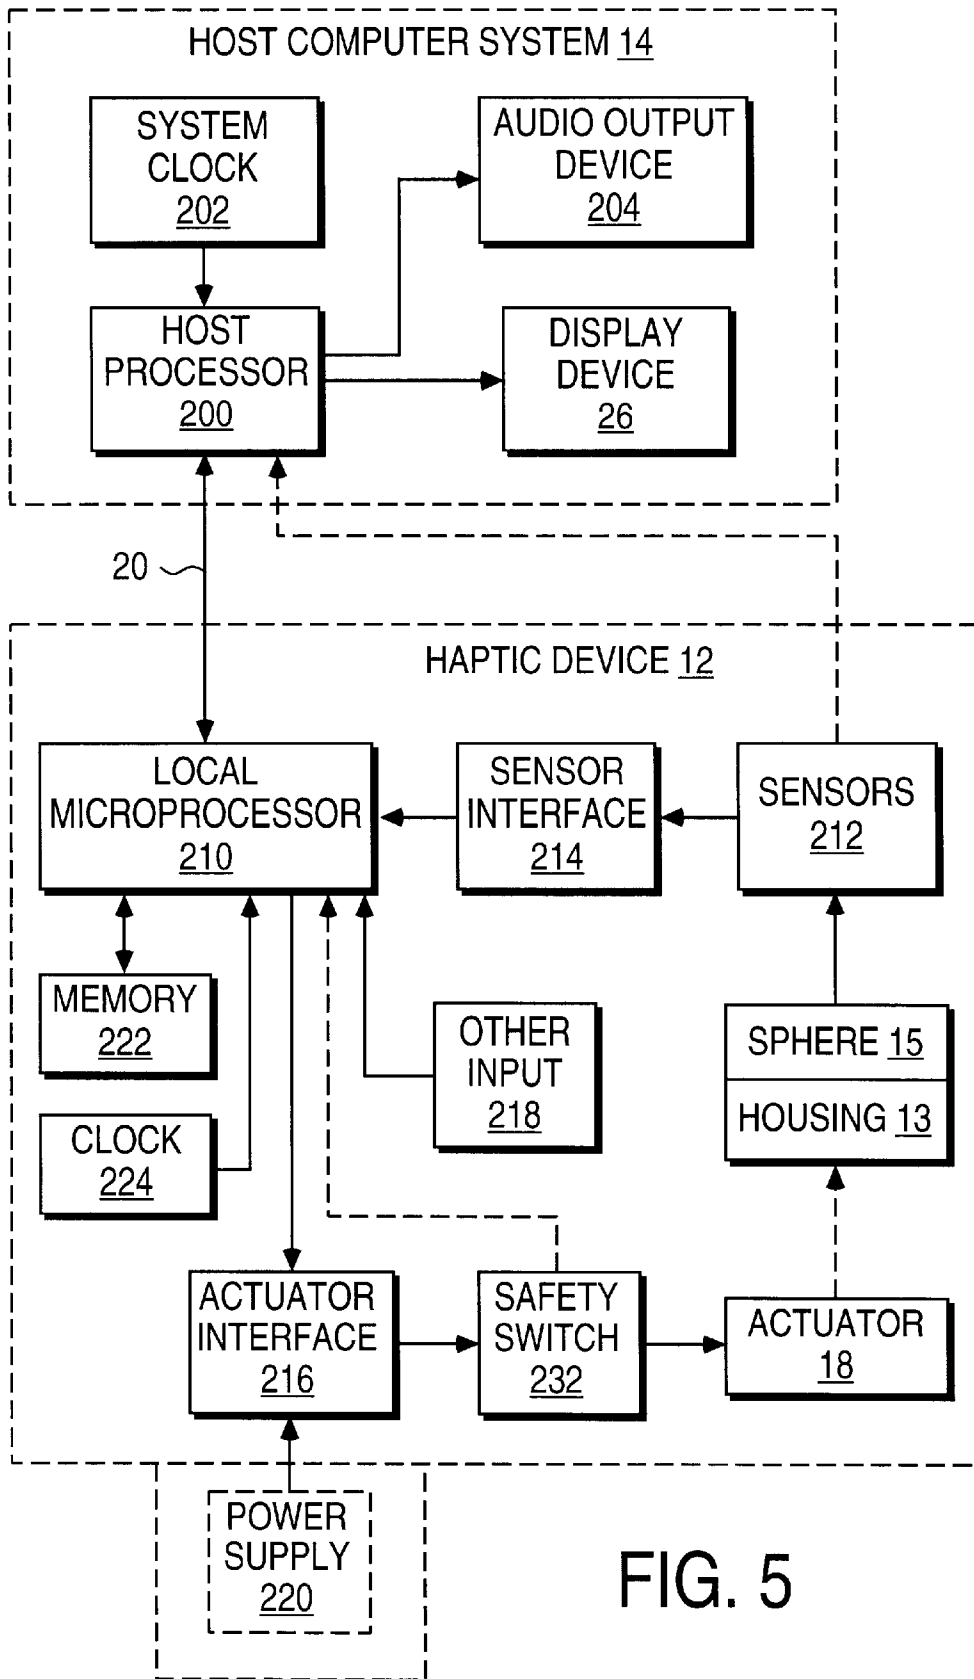 HOST COMPUTER SYSTEM 14
SYSTEM
CLOCK
202
AUDIO OUTPUT
DEVICE
204
HOST
PROCESSOR
200
DISPLAY
DEVICE
26
20
HAPTIC DEVICE 12
LOCAL
MICROPROCESSOR
210
SENSOR
INTERFACE
214
SENSORS
212
MEMORY
222
OTHER
INPUT
218
SPHERE 15
HOUSING 13
CLOCK
224
ACTUATOR
INTERFACE
216
SAFETY
SWITCH
232
ACTUATOR
18
POWER
SUPPLY
220
FIG. 5